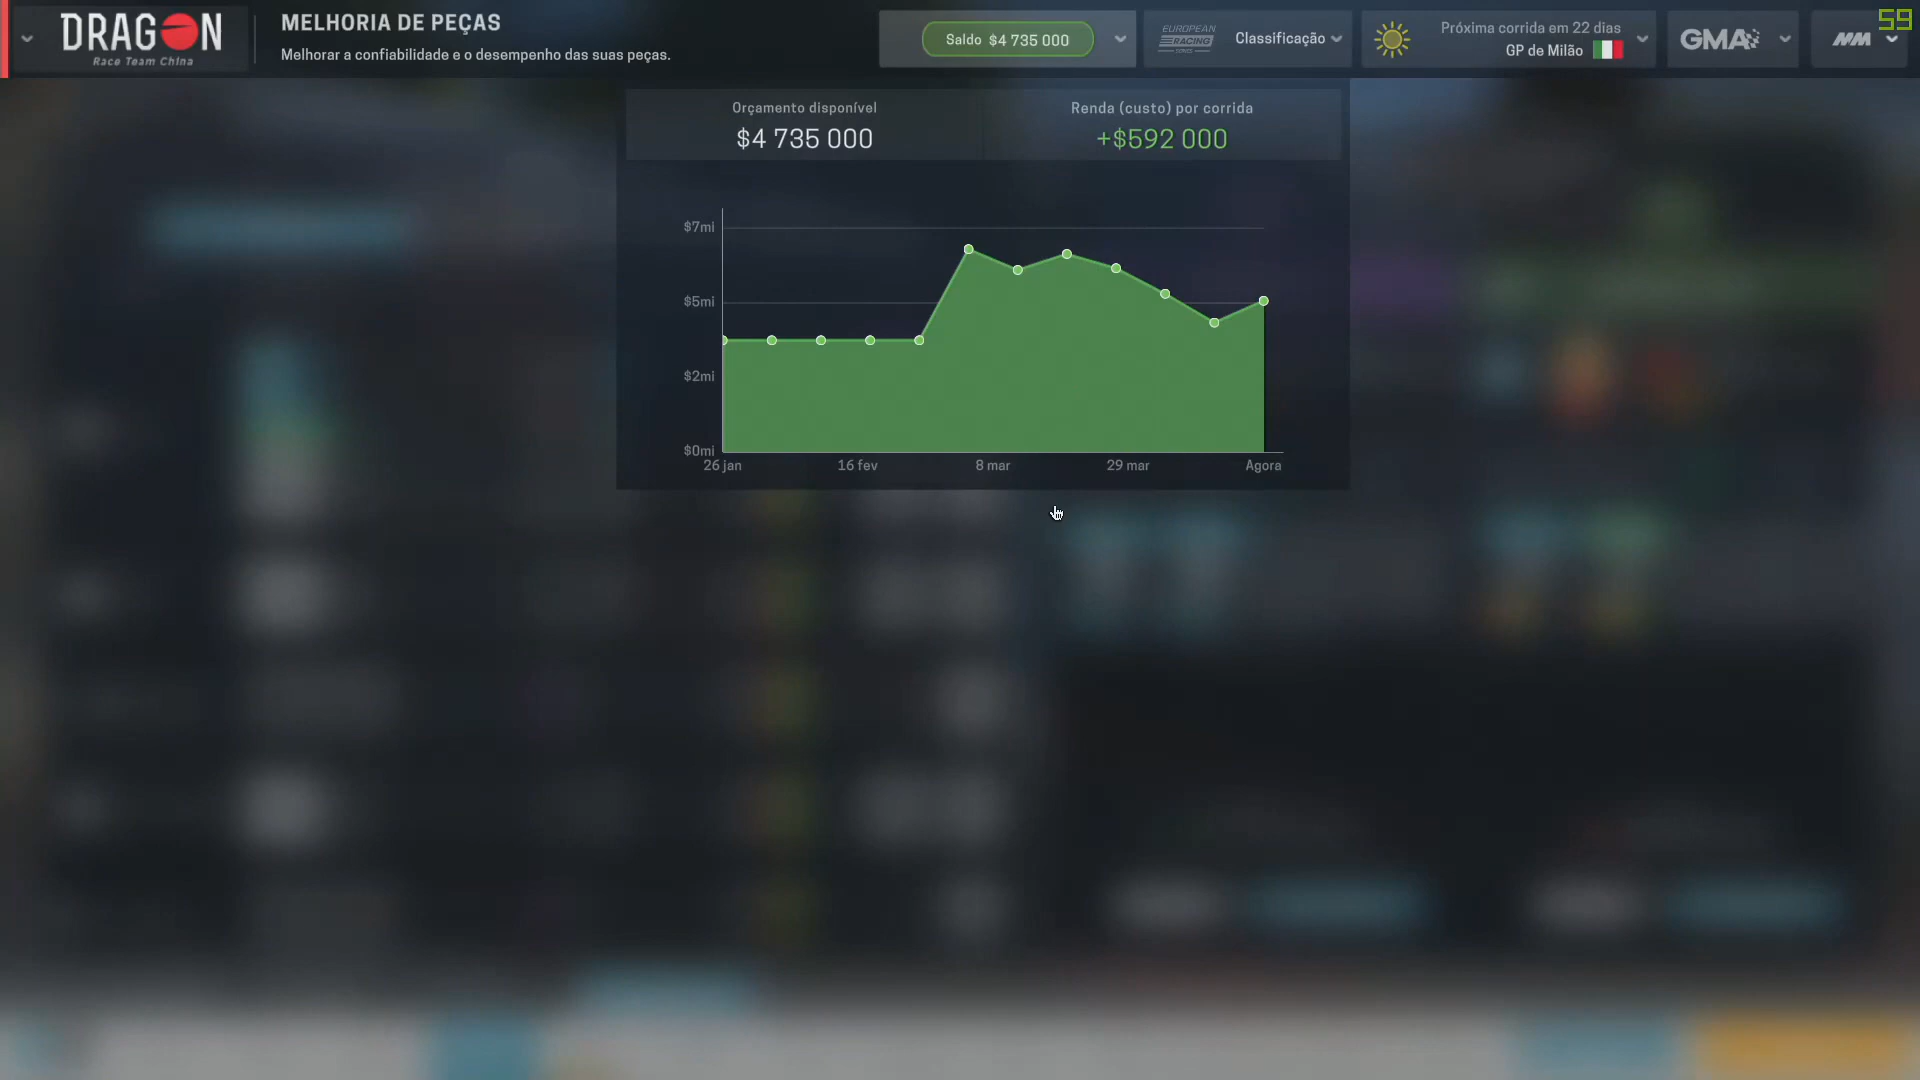 DRAGON
Race Team China
MELHORIA DE PEÇAS
Melhorar a confiabilidade e o desempenho das suas peças.
Saldo $4 735 000
EUROPEAN
RACING
SERIES
Classificação
Próxima corrida em 22 dias
GP de Milão
GMA
MM
59
Orçamento disponível
$4 735 000
Renda (custo) por corrida
+$592 000
$7mi
$5mi
$2mi
$0mi
26 jan
16 fev
8 mar
29 mar
Agora